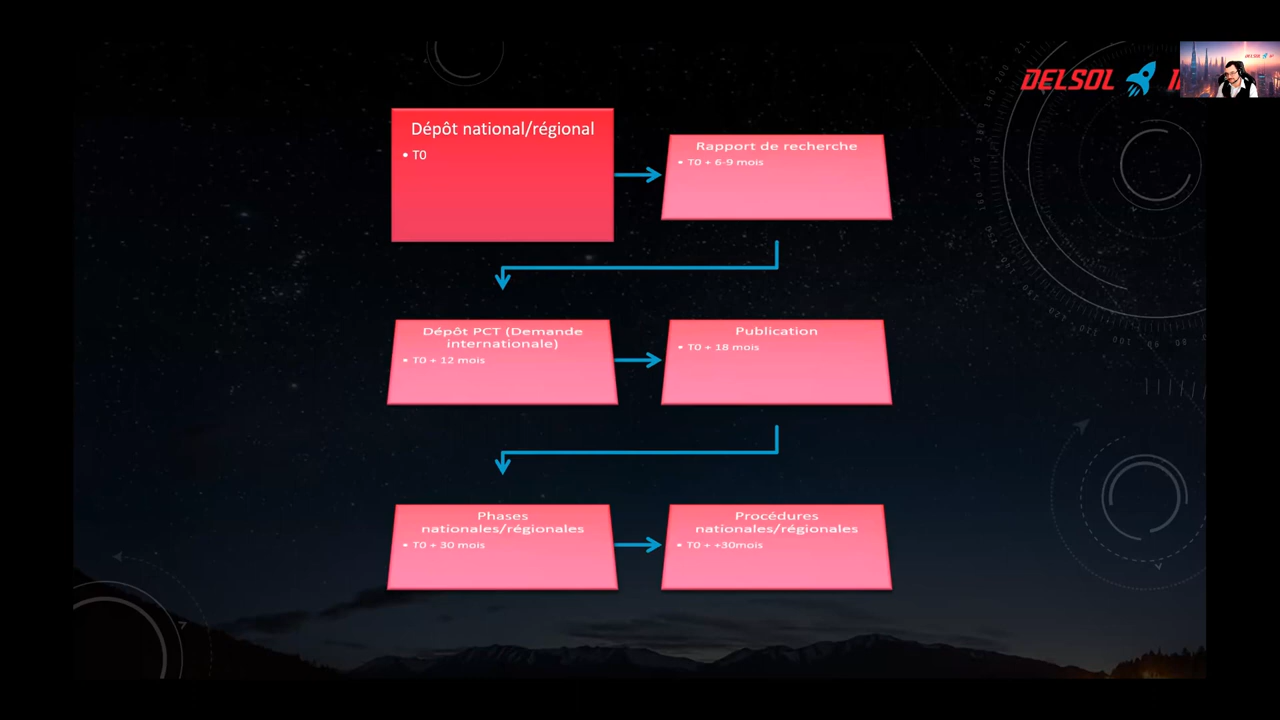 DELSOL
Dépôt national/régional
• T0
Rapport de recherche
• T0 + 6-9 mois
Dépôt PCT (Demande
internationale)
• T0 + 12 mois
Publication
• T0 + 18 mois
Phases
nationales/régionales
• T0 + 30 mois
Procédures
nationales/régionales
• T0 + +30mois